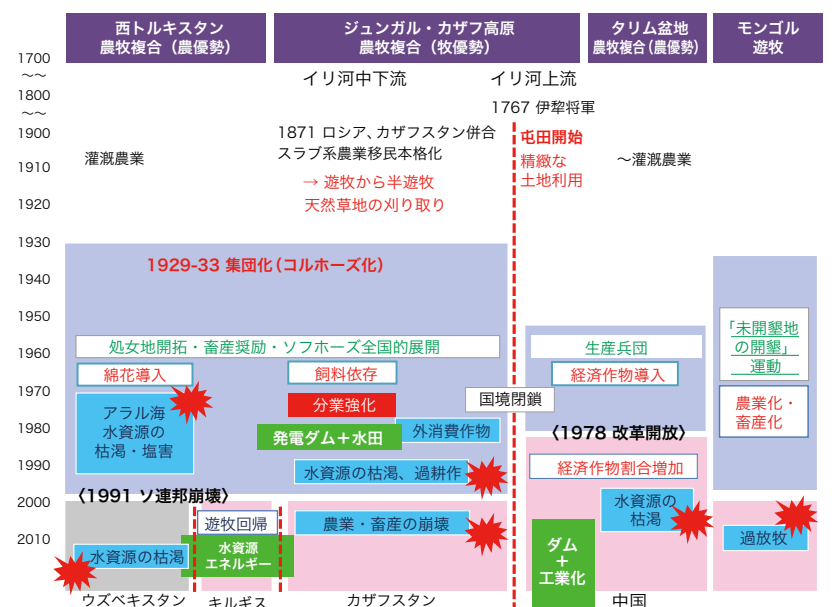 西トルキスタン
農牧複合（農優勢）
ジュンガル・カザフ高原
農牧複合（牧優勢）
タリム盆地
農牧複合（農優勢）
モンゴル
遊牧
1700
〜〜
1800
〜〜
1900
1910
1920
1930
1940
1950
1960
1970
1980
1990
2000
2010
イリ河中下流
イリ河上流
1767 伊犂将軍
1871 ロシア、カザフスタン併合
スラブ系農業移民本格化
灌漑農業
→ 遊牧から半遊牧
天然草地の刈り取り
屯田開始
精緻な
土地利用
〜灌漑農業
1929-33 集団化（コルホーズ化）
処女地開拓・畜産奨励・ソフホーズ全国的展開
綿花導入
飼料依存
分業強化
アラル海
水資源の
枯渇・塩害
発電ダム＋水田
外消費作物
水資源の枯渇、過耕作
国境閉鎖
生産兵団
経済作物導入
「未開墾地
の開墾」
運動
農業化・
畜産化
〈1978 改革開放〉
経済作物割合増加
水資源の
枯渇
〈1991 ソ連邦崩壊〉
遊牧回帰
農業・畜産の崩壊
水資源の枯渇
水資源
エネルギー
ダム
＋
工業化
過放牧
ウズベキスタン
キルギス
カザフスタン
中国